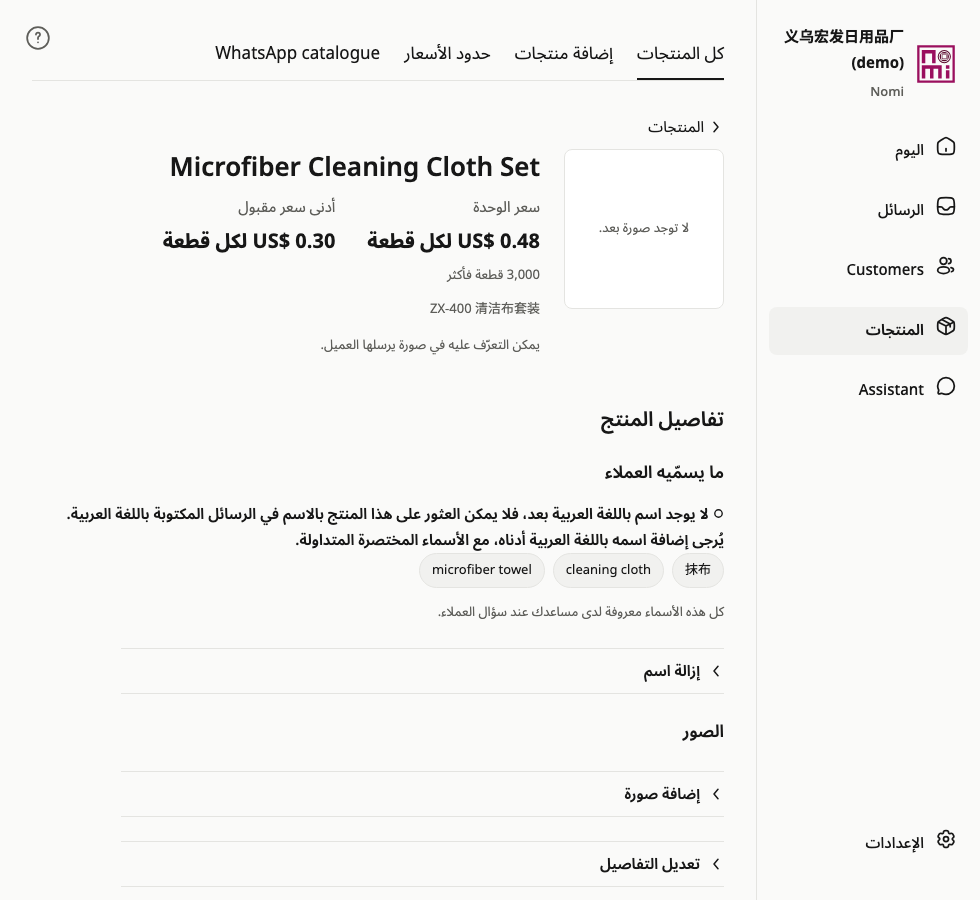 义乌宏发日用品厂
(demo)
Nomi
اليوم
الرسائل
Customers
المنتجات
Assistant
الإعدادات
كل المنتجات
إضافة منتجات
حدود الأسعار
WhatsApp catalogue
?
المنتجات
لا توجد صورة بعد.
Microfiber Cleaning Cloth Set
سعر الوحدة
US$ 0.48 لكل قطعة
3,000 قطعة فأكثر
أدنى سعر مقبول
US$ 0.30 لكل قطعة
ZX-400 清洁布套装
يمكن التعرّف عليه في صورة يرسلها العميل.
تفاصيل المنتج
ما يسمّيه العملاء
لا يوجد اسم باللغة العربية بعد، فلا يمكن العثور على هذا المنتج بالاسم في الرسائل المكتوبة باللغة العربية.
يُرجى إضافة اسمه باللغة العربية أدناه، مع الأسماء المختصرة المتداولة.
抹布
cleaning cloth
microfiber towel
كل هذه الأسماء معروفة لدى مساعدك عند سؤال العملاء.
إزالة اسم
الصور
إضافة صورة
تعديل التفاصيل